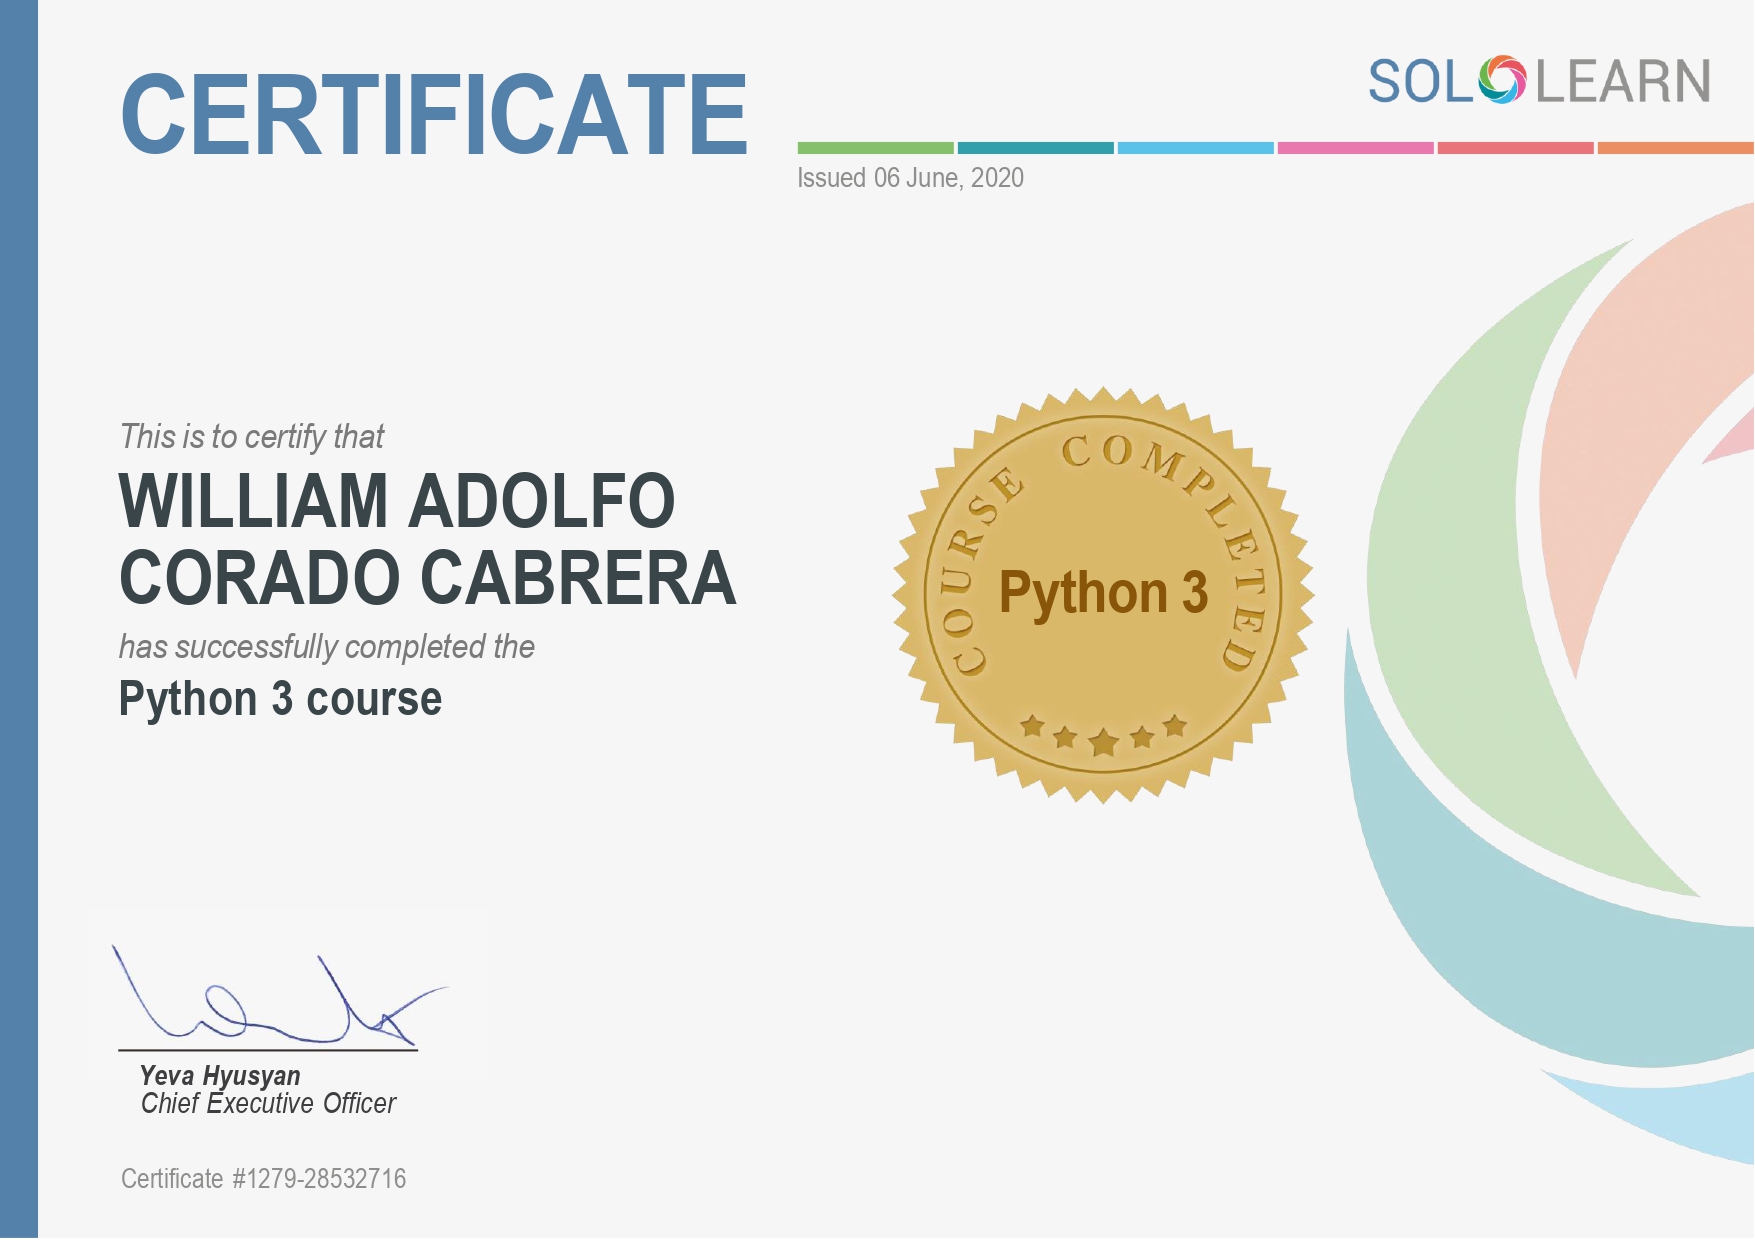 CERTIFICATE
SOLOLEARN
Issued 06 June, 2020
This is to certify that
WILLIAM ADOLFO
CORADO CABRERA
has successfully completed the
Python 3 course
COURSE COMPLETED
Python 3
Yeva Hyusyan
Chief Executive Officer
Certificate #1279-28532716